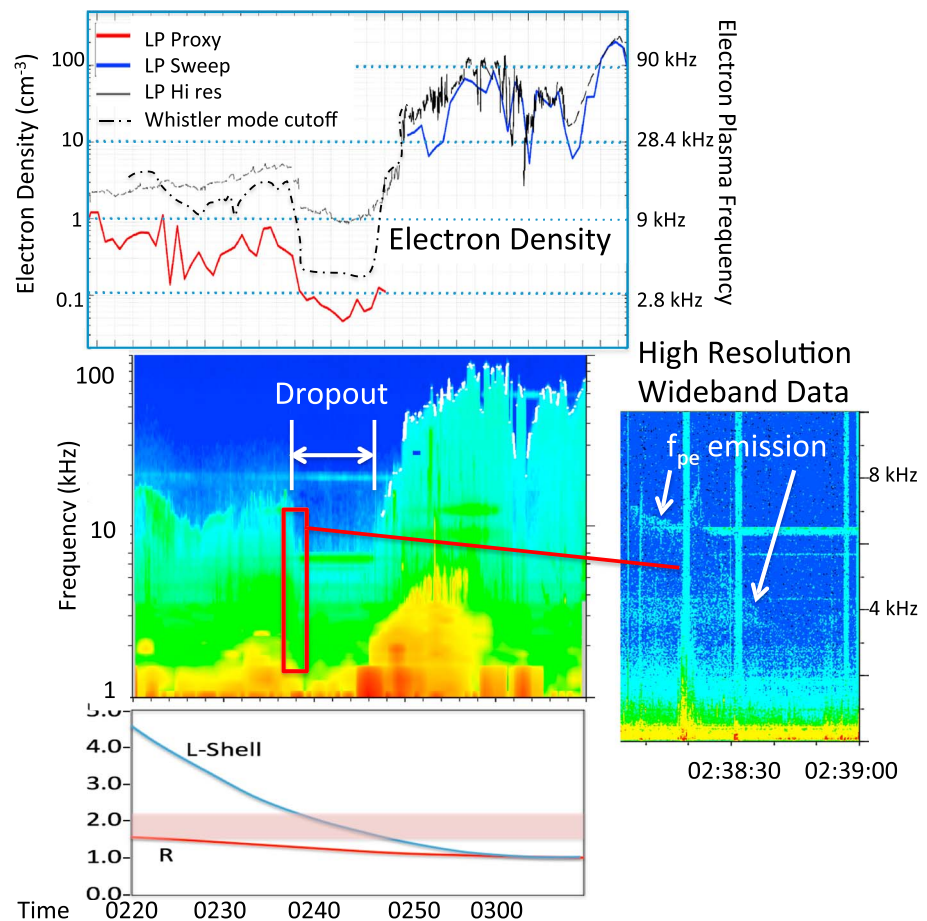 LP Proxy
LP Sweep
LP Hi res
Whistler mode cutoff
Electron Density (cm-3)
100
10
1
0.1
90 kHz
28.4 kHz
9 kHz
2.8 kHz
Electron Plasma Frequency
Electron Density
Dropout
Frequency (kHz)
100
10
1
High Resolution
Wideband Data
fpe emission
8 kHz
4 kHz
02:38:30 02:39:00
5.0
4.0
3.0
2.0
1.0
0.0
L-Shell
R
Time 0220 0230 0240 0250 0300